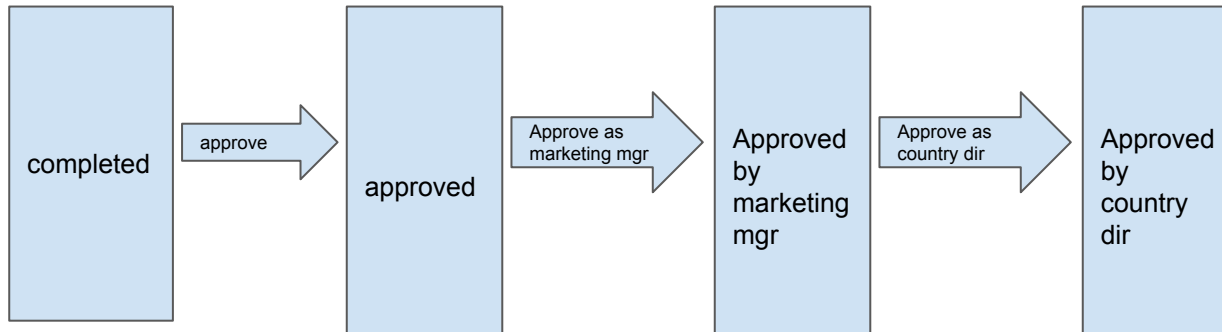 completed
approve
approved
Approve as
marketing mgr
Approved
by
marketing
mgr
Approve as
country dir
Approved
by
country
dir